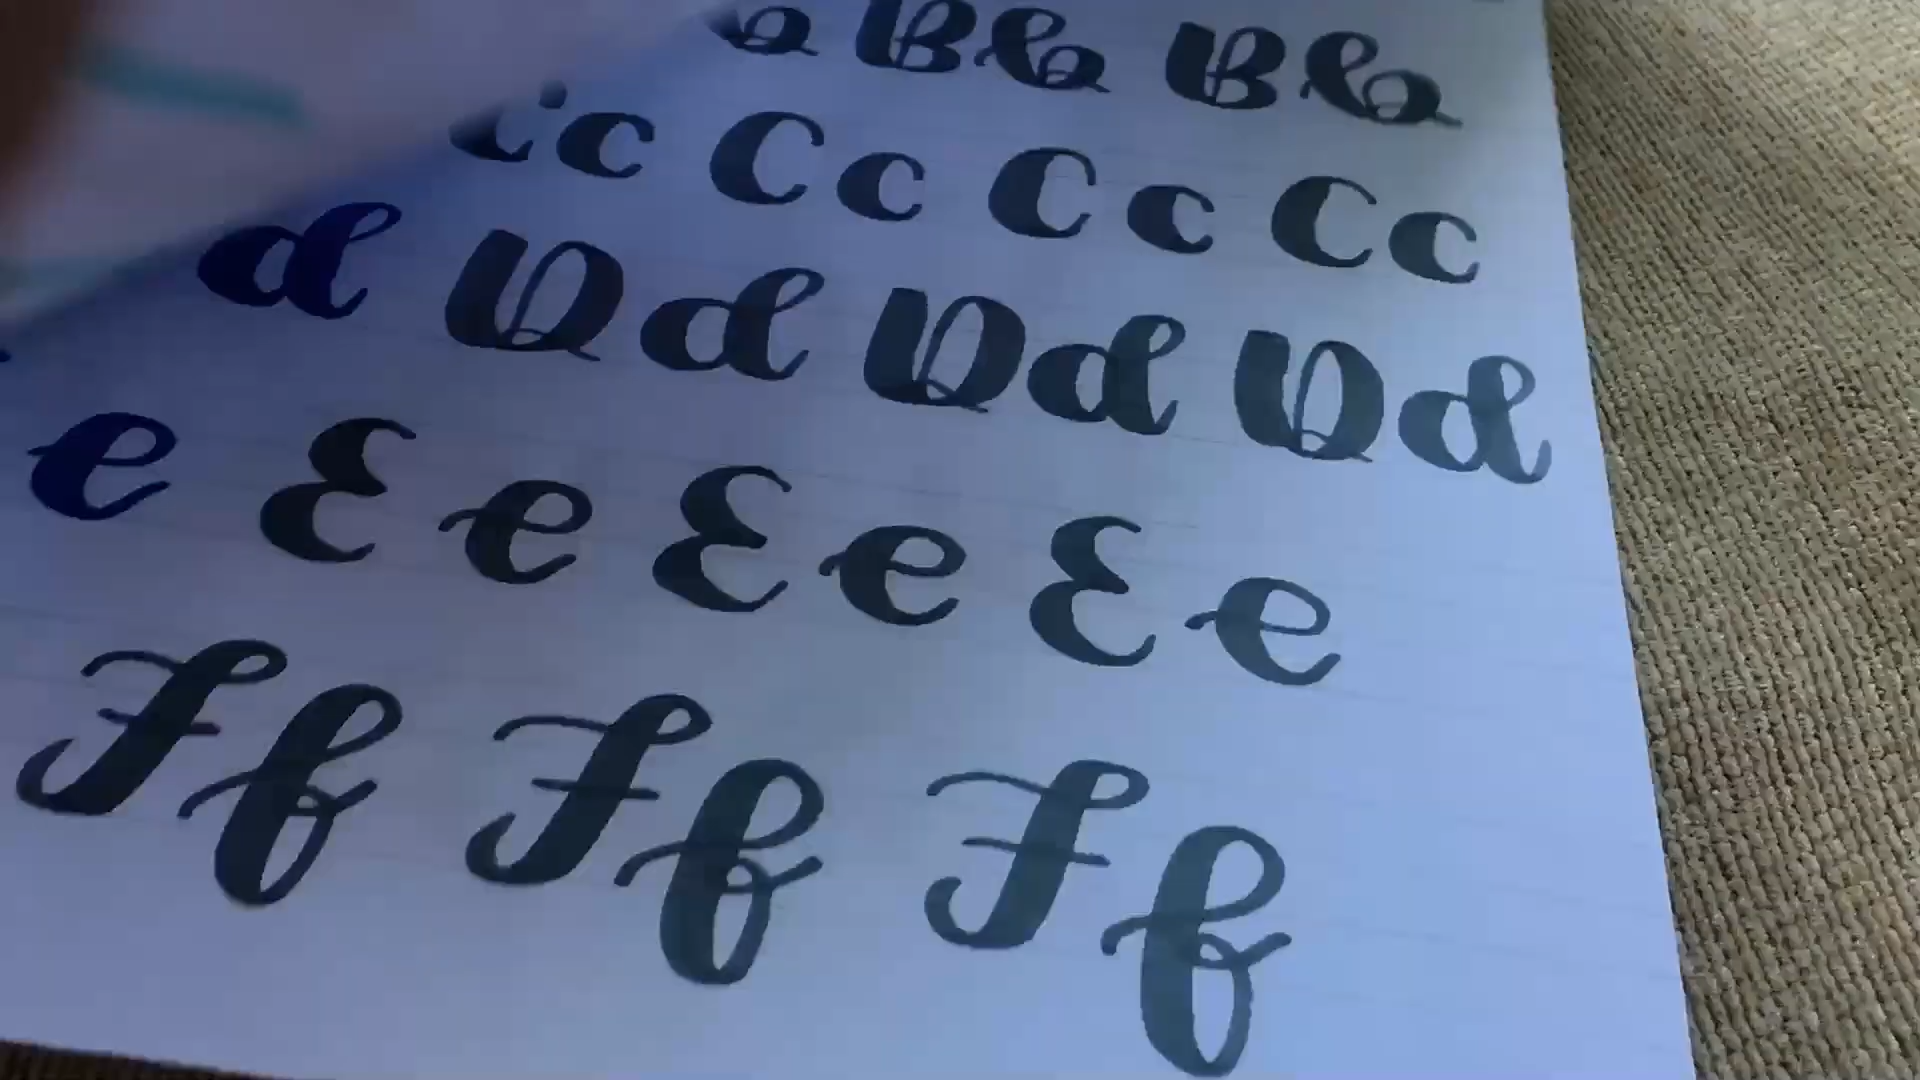 b Bb Bb
c Cc Cc Cc
d Dd Dd Dd
e Ee Ee Ee
Ff Ff Ff